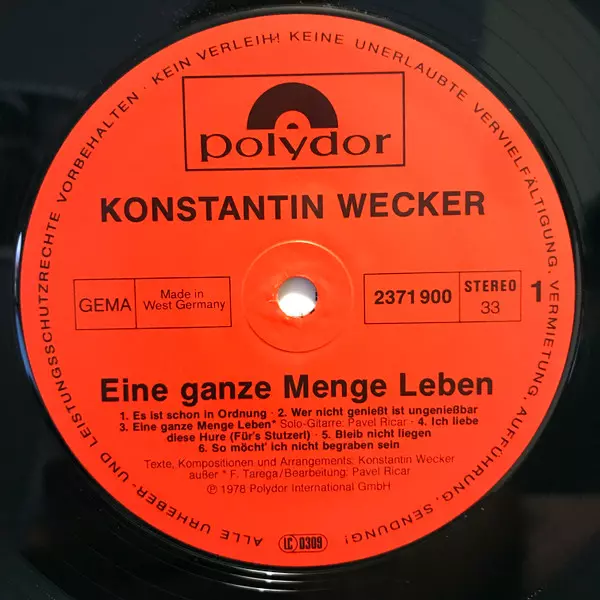 ALLE URHEBER- UND LEISTUNGSSCHUTZRECHTE VORBEHALTEN · KEIN VERLEIH! KEINE UNERLAUBTE VERVIELFÄLTIGUNG, VERMIETUNG, AUFFÜHRUNG, SENDUNG!
polydor
KONSTANTIN WECKER
GEMA
Made in
West Germany
2371 900
STEREO
33
1
Eine ganze Menge Leben
1. Es ist schon in Ordnung · 2. Wer nicht genießt ist ungenießbar
3. Eine ganze Menge Leben* Solo-Gitarre: Pavel Ricar · 4. Ich liebe
diese Hure (Für's Stutzerl) · 5. Bleib nicht liegen
6. So möcht' ich nicht begraben sein
Texte, Kompositionen und Arrangements: Konstantin Wecker
außer * F. Tarega/Bearbeitung: Pavel Ricar
℗ 1978 Polydor International GmbH
LC 0309